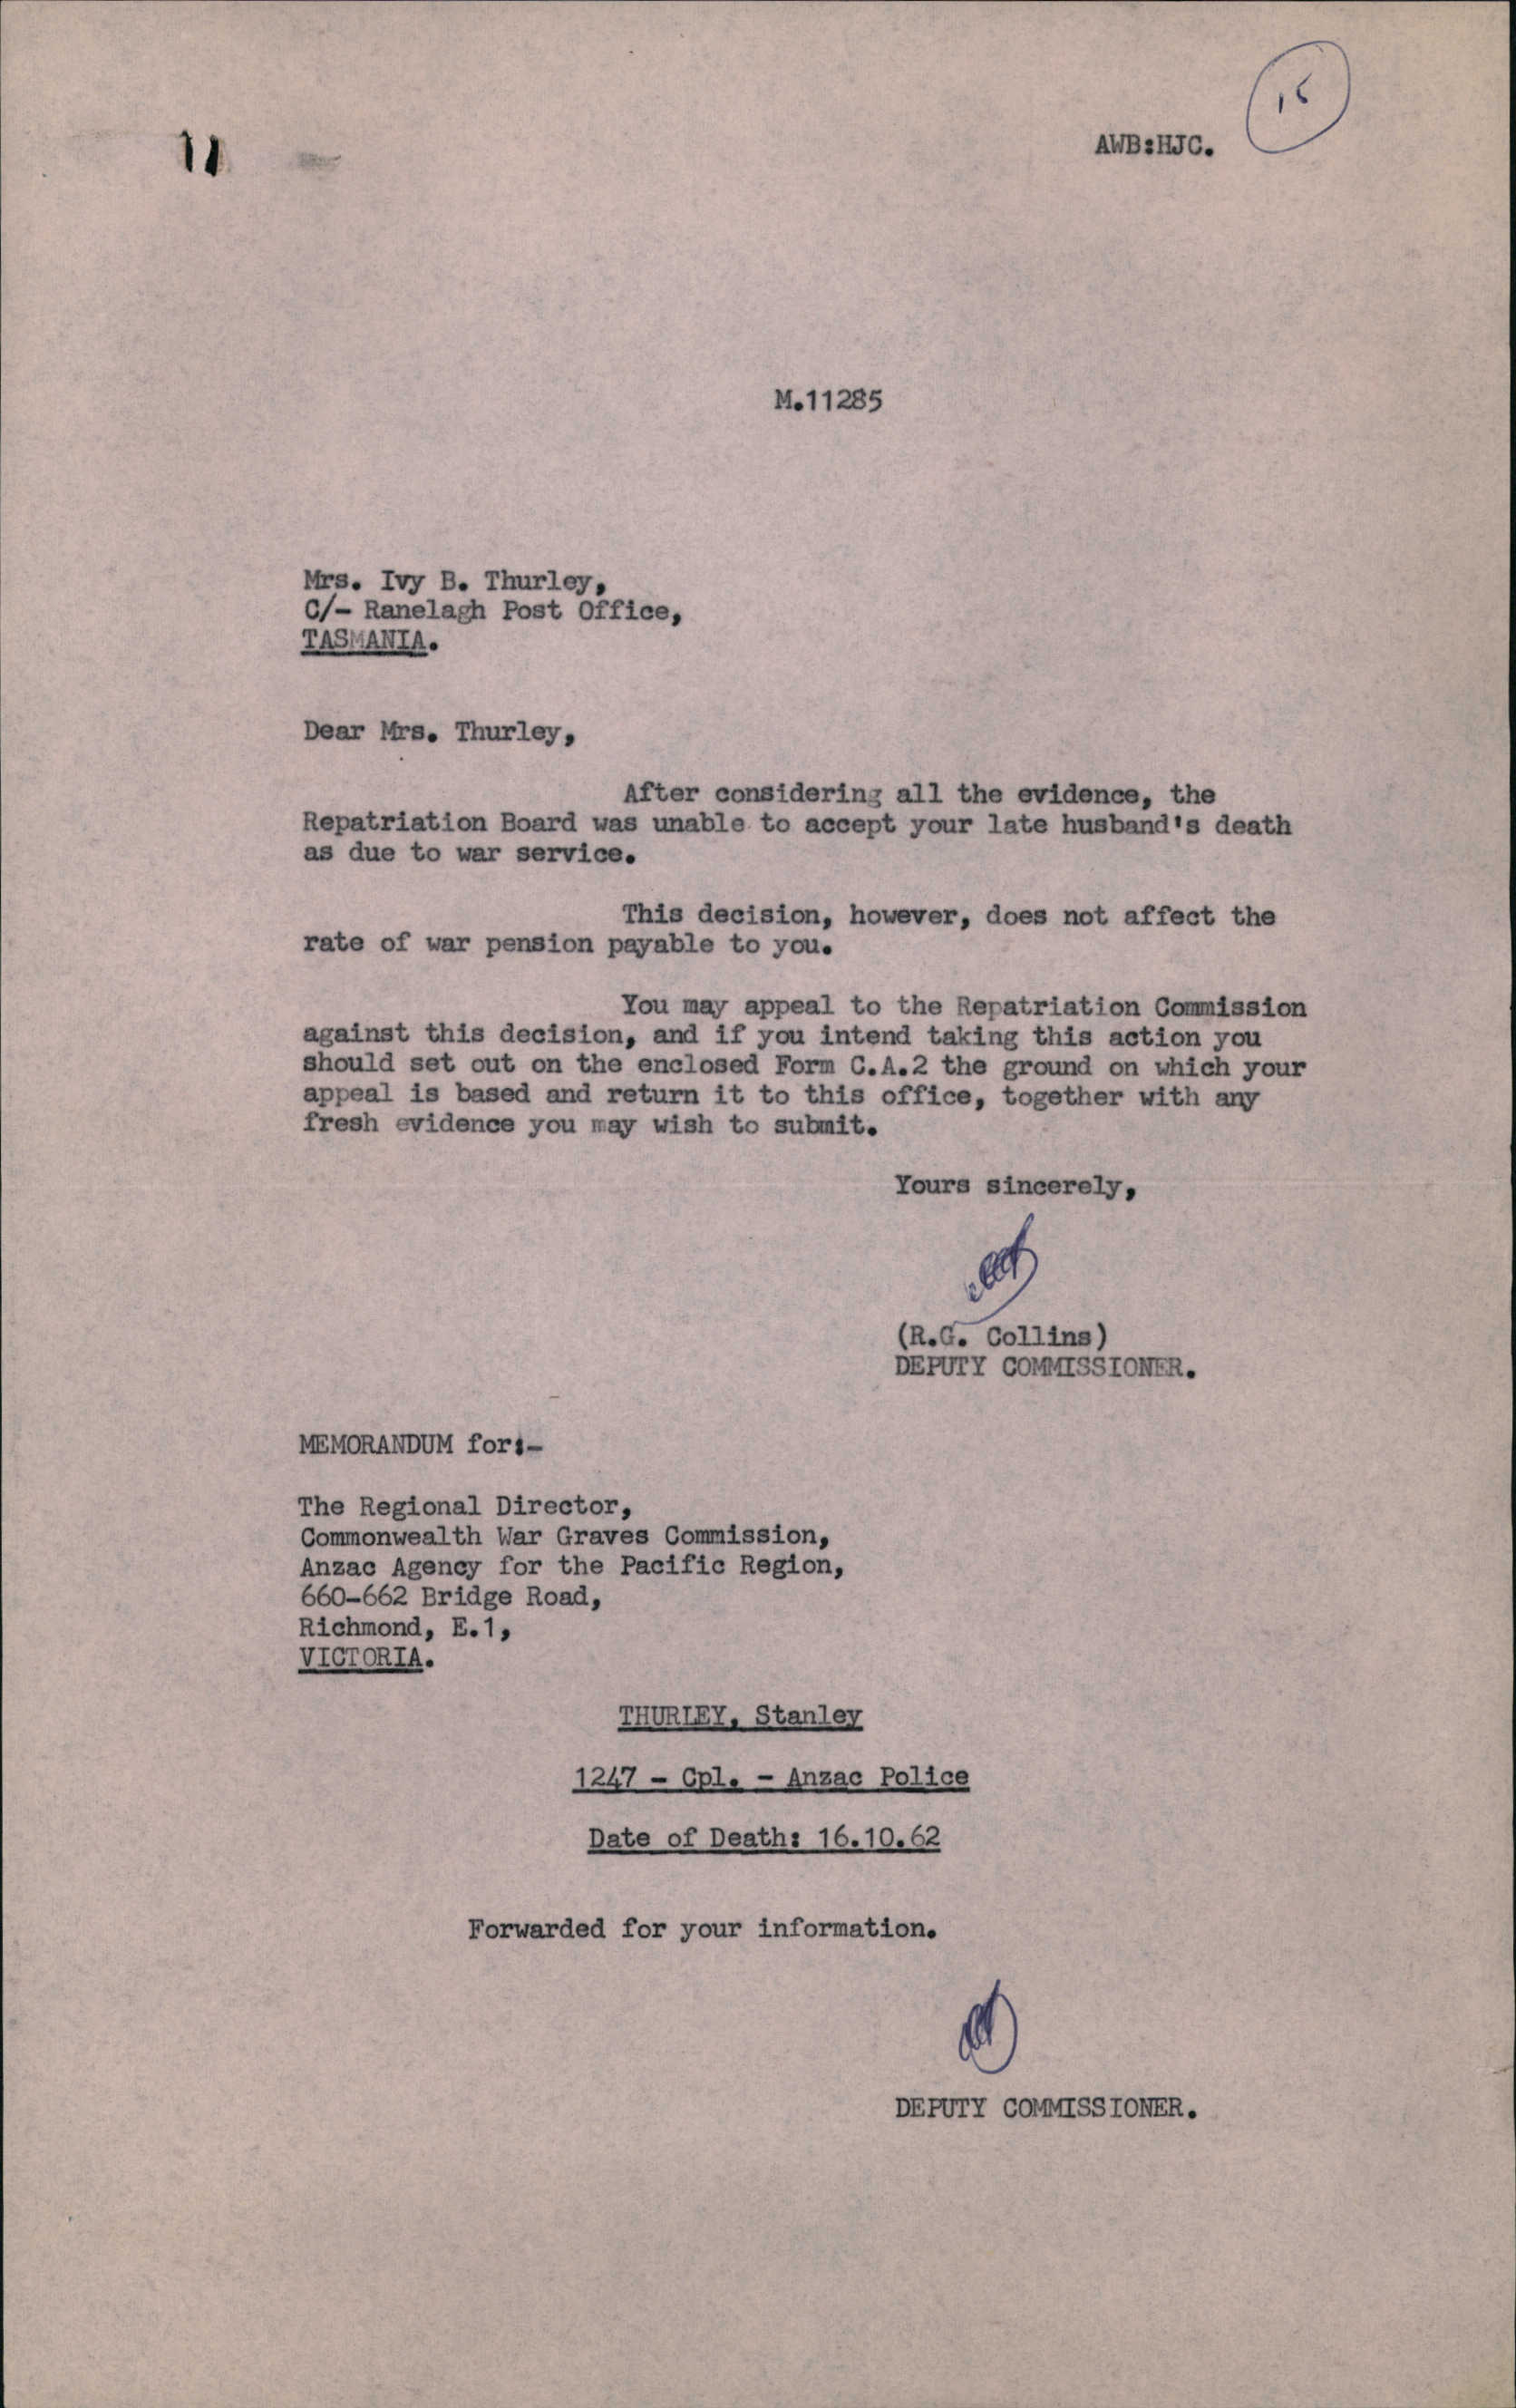 AWB:HJC.
M.11285
Mrs. Ivy B. Thurley,
C/- Ranelagh Post Office,
TASMANIA.
Dear Mrs. Thurley,
After considering all the evidence, the
Repatriation Board was unable to accept your late husband's death
as due to war service.
This decision, however, does not affect the
rate of war pension payable to you.
You may appeal to the Repatriation Commission
against this decision, and if you intend taking this action you
should set out on the enclosed Form C.A.2 the ground on which your
appeal is based and return it to this office, together with any
fresh evidence you may wish to submit.
Yours sincerely,
(R.G. Collins)
DEPUTY COMMISSIONER.
MEMORANDUM for:-
The Regional Director,
Commonwealth War Graves Commission,
Anzac Agency for the Pacific Region,
660-662 Bridge Road,
Richmond, E.1,
VICTORIA.
THURLEY, Stanley
1247 - Cpl. - Anzac Police
Date of Death: 16.10.62
Forwarded for your information.
DEPUTY COMMISSIONER.